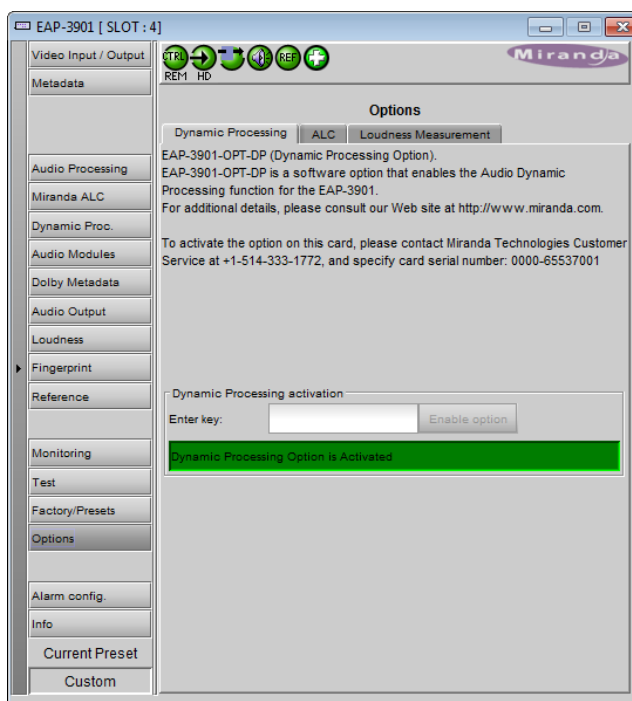 EAP-3901 [ SLOT : 4]
Video Input / Output
Metadata
Audio Processing
Miranda ALC
Dynamic Proc.
Audio Modules
Dolby Metadata
Audio Output
Loudness
Fingerprint
Reference
Monitoring
Test
Factory/Presets
Options
Alarm config.
Info
Current Preset
Custom
CTRL REF
REM HD
Miranda
Options
Dynamic Processing ALC Loudness Measurement
EAP-3901-OPT-DP (Dynamic Processing Option).
EAP-3901-OPT-DP is a software option that enables the Audio Dynamic
Processing function for the EAP-3901.
For additional details, please consult our Web site at http://www.miranda.com.
To activate the option on this card, please contact Miranda Technologies Customer
Service at +1-514-333-1772, and specify card serial number: 0000-65537001
Dynamic Processing activation
Enter key: Enable option
Dynamic Processing Option is Activated